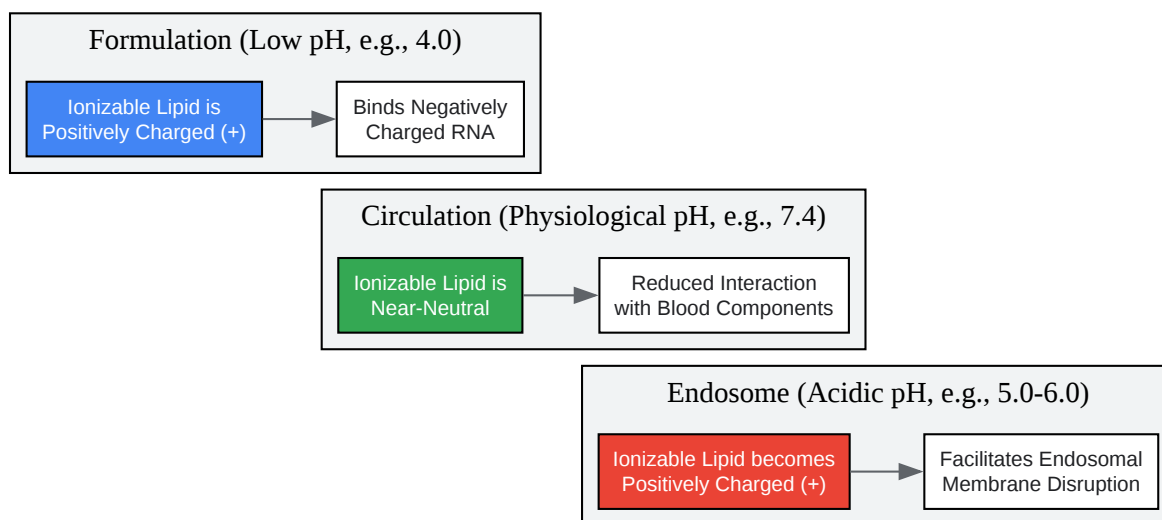 Formulation (Low pH, e.g., 4.0)
Ionizable Lipid is
Positively Charged (+)
Binds Negatively
Charged RNA
Circulation (Physiological pH, e.g., 7.4)
Ionizable Lipid is
Near-Neutral
Reduced Interaction
with Blood Components
Endosome (Acidic pH, e.g., 5.0-6.0)
Ionizable Lipid becomes
Positively Charged (+)
Facilitates Endosomal
Membrane Disruption